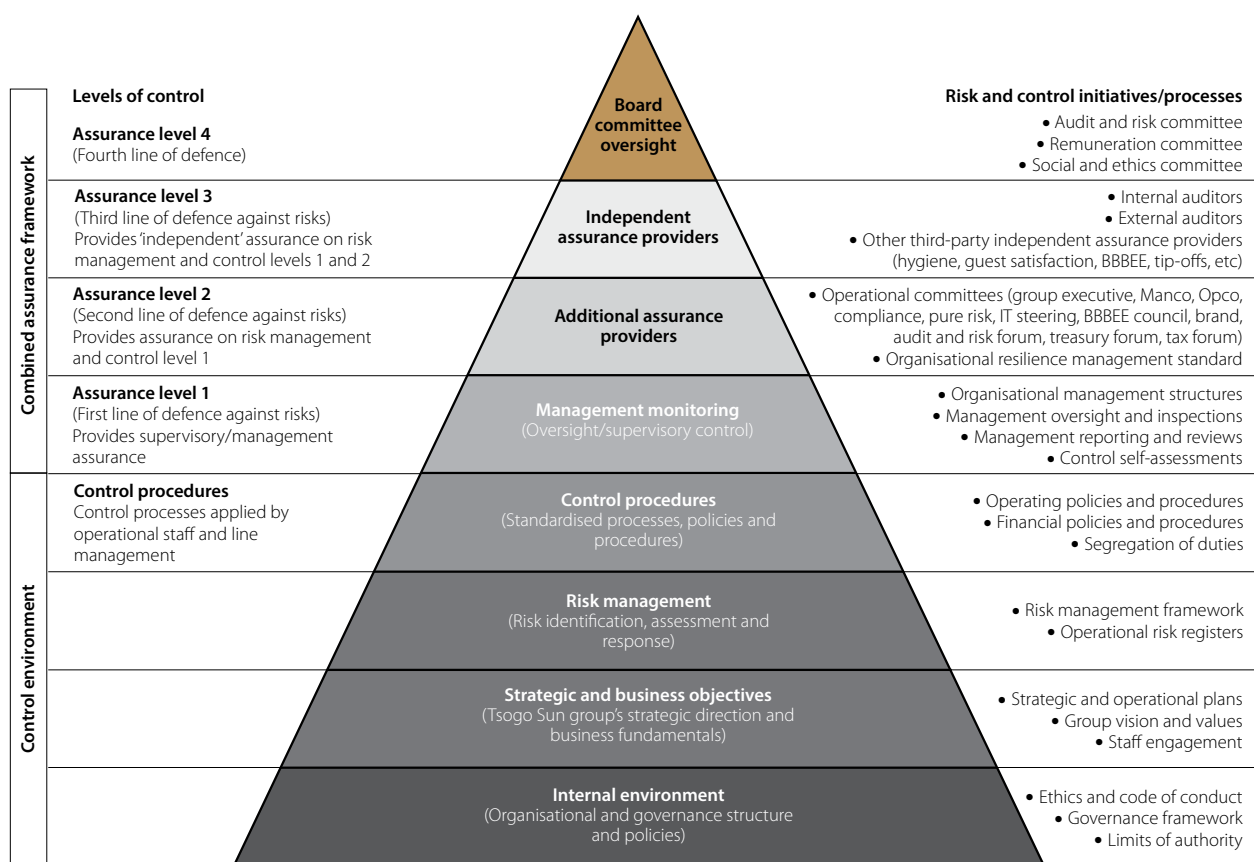 Levels of control
Risk and control initiatives/processes
Combined assurance framework
Assurance level 4
(Fourth line of defence)
Board
committee
oversight
• Audit and risk committee
• Remuneration committee
• Social and ethics committee
Assurance level 3
(Third line of defence against risks)
Provides ‘independent’ assurance on risk
management and control levels 1 and 2
Independent
assurance providers
• Internal auditors
• External auditors
• Other third-party independent assurance providers
(hygiene, guest satisfaction, BBBEE, tip-offs, etc)
Assurance level 2
(Second line of defence against risks)
Provides assurance on risk management
and control level 1
Additional assurance
providers
• Operational committees (group executive, Manco, Opco,
compliance, pure risk, IT steering, BBBEE council, brand,
audit and risk forum, treasury forum, tax forum)
• Organisational resilience management standard
Assurance level 1
(First line of defence against risks)
Provides supervisory/management
assurance
Management monitoring
(Oversight/supervisory control)
• Organisational management structures
• Management oversight and inspections
• Management reporting and reviews
• Control self-assessments
Control environment
Control procedures
Control processes applied by
operational staff and line
management
Control procedures
(Standardised processes, policies and
procedures)
• Operating policies and procedures
• Financial policies and procedures
• Segregation of duties
Risk management
(Risk identification, assessment and
response)
• Risk management framework
• Operational risk registers
Strategic and business objectives
(Tsogo Sun group’s strategic direction and
business fundamentals)
• Strategic and operational plans
• Group vision and values
• Staff engagement
Internal environment
(Organisational and governance structure
and policies)
• Ethics and code of conduct
• Governance framework
• Limits of authority